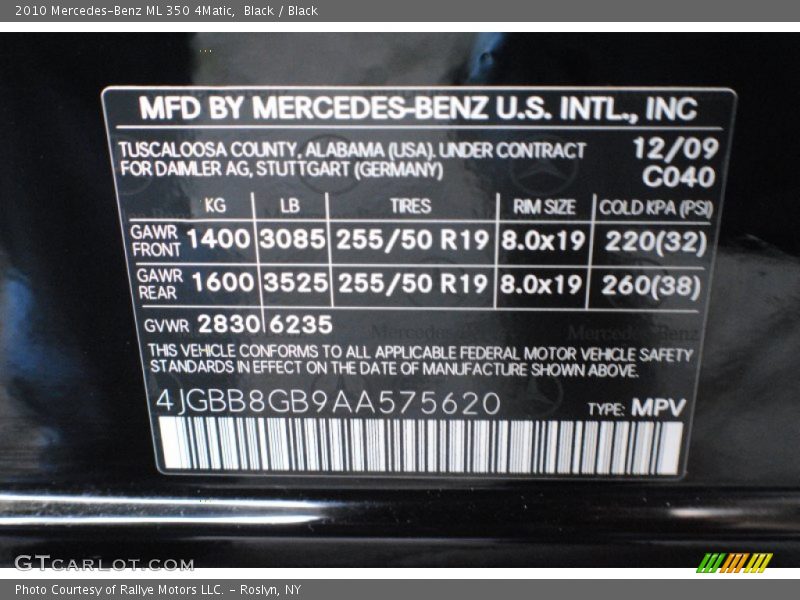 2010 Mercedes-Benz ML 350 4Matic, Black / Black
MFD BY MERCEDES-BENZ U.S. INTL., INC
TUSCALOOSA COUNTY, ALABAMA (USA). UNDER CONTRACT 12/09
FOR DAIMLER AG, STUTTGART (GERMANY) C040
KG LB TIRES RIM SIZE COLD KPA (PSI)
GAWR FRONT 1400 3085 255/50 R19 8.0x19 220(32)
GAWR REAR 1600 3525 255/50 R19 8.0x19 260(38)
GVWR 2830 6235
Mercedes-Benz Mercedes-Benz
THIS VEHICLE CONFORMS TO ALL APPLICABLE FEDERAL MOTOR VEHICLE SAFETY
STANDARDS IN EFFECT ON THE DATE OF MANUFACTURE SHOWN ABOVE.
4JGBB8GB9AA575620 TYPE: MPV
GTCARLOT.COM
Photo Courtesy of Rallye Motors LLC. - Roslyn, NY